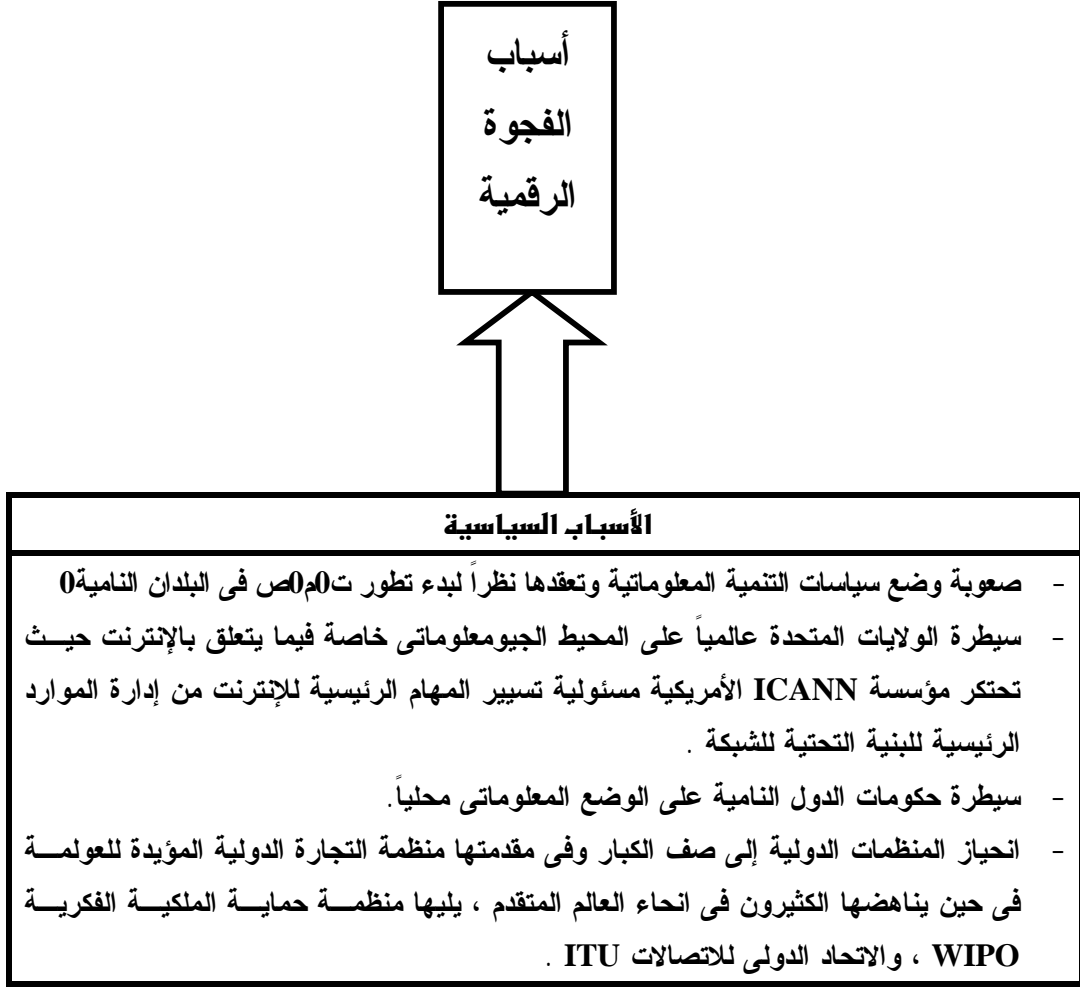 أسباب
الفجوة
الرقمية
الأسباب السياسية
- صعوبة وضع سياسات التنمية المعلوماتية وتعقدها نظراً لبدء تطور ت0م0ص فى البلدان النامية0
- سيطرة الولايات المتحدة عالمياً على المحيط الجيومعلوماتى خاصة فيما يتعلق بالإنترنت حيث
تحتكر مؤسسة ICANN الأمريكية مسئولية تسيير المهام الرئيسية للإنترنت من إدارة الموارد
الرئيسية للبنية التحتية للشبكة .
- سيطرة حكومات الدول النامية على الوضع المعلوماتى محلياً.
- انحياز المنظمات الدولية إلى صف الكبار وفى مقدمتها منظمة التجارة الدولية المؤيدة للعولمة
فى حين يناهضها الكثيرون فى انحاء العالم المتقدم ، يليها منظمة حماية الملكية الفكرية
WIPO ، والاتحاد الدولى للاتصالات ITU .